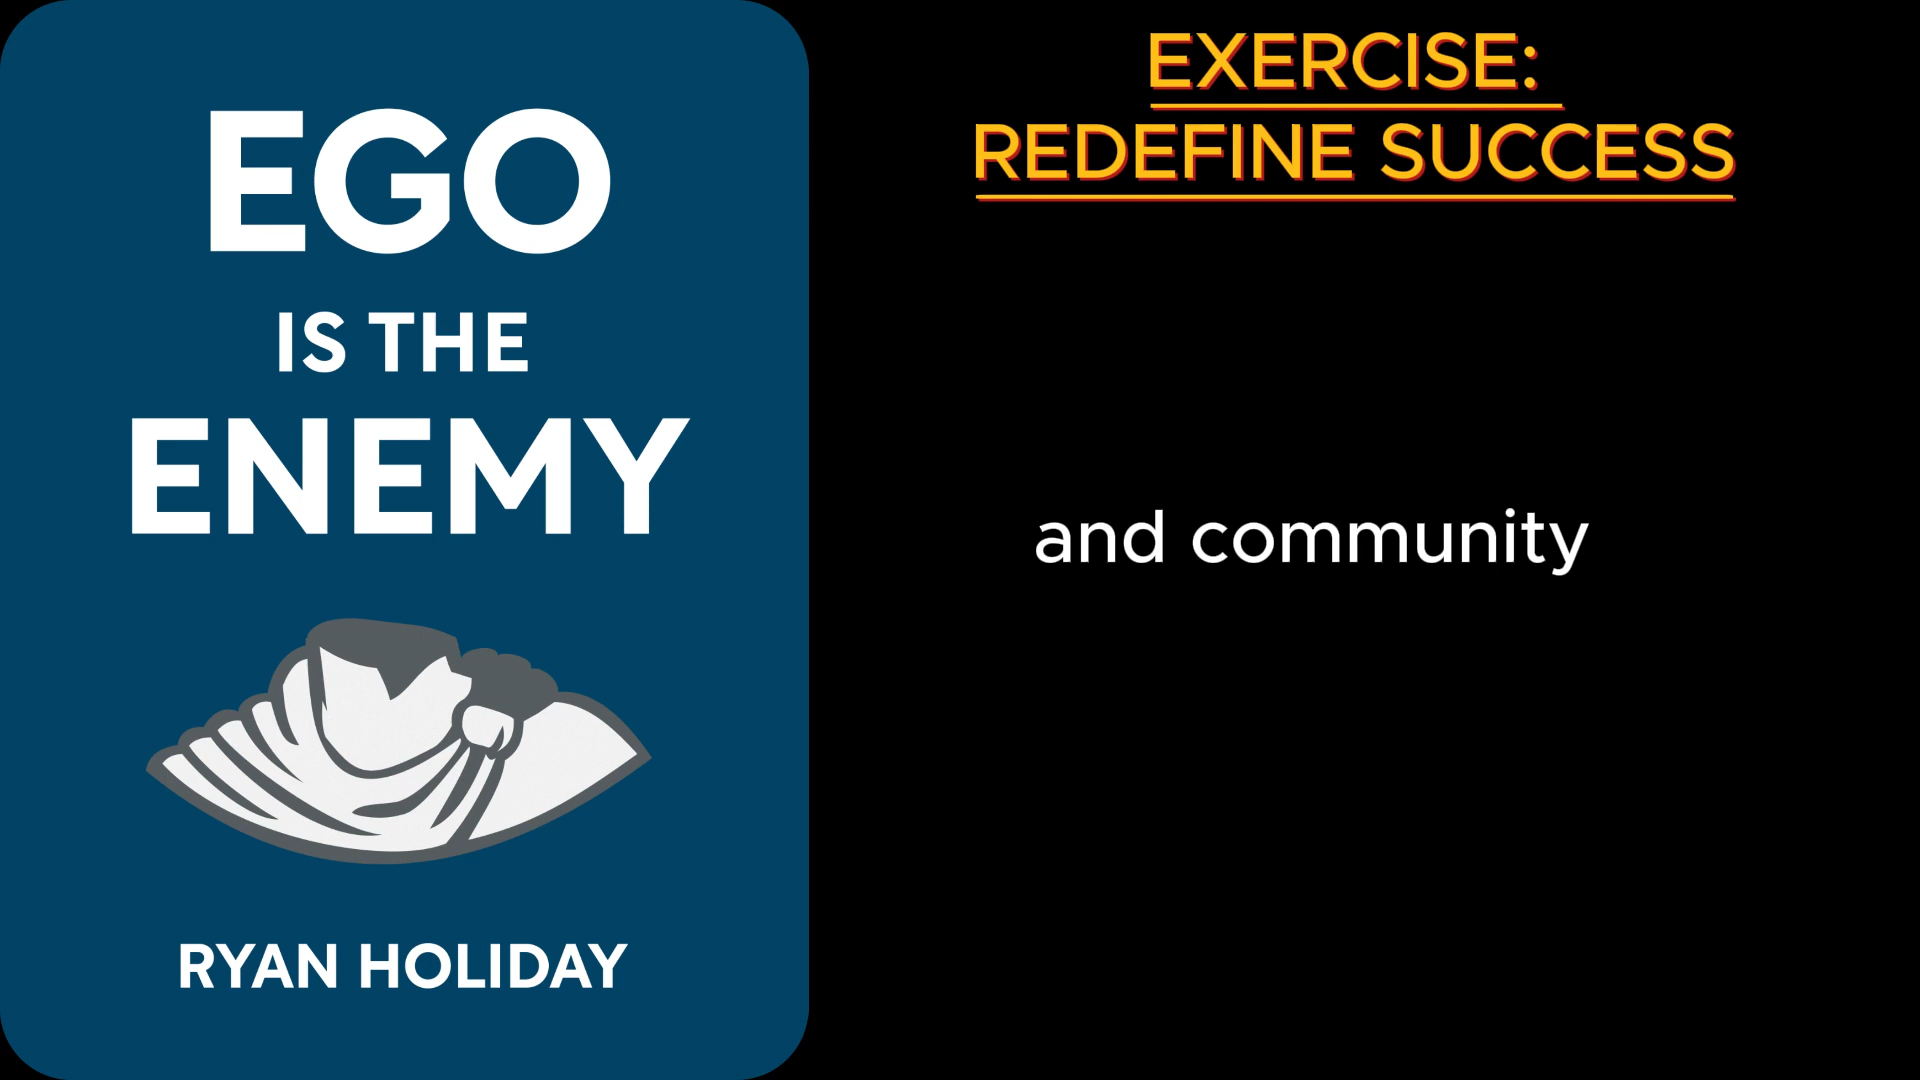 EGO
IS THE
ENEMY
RYAN HOLIDAY
EXERCISE:
REDEFINE SUCCESS
and community